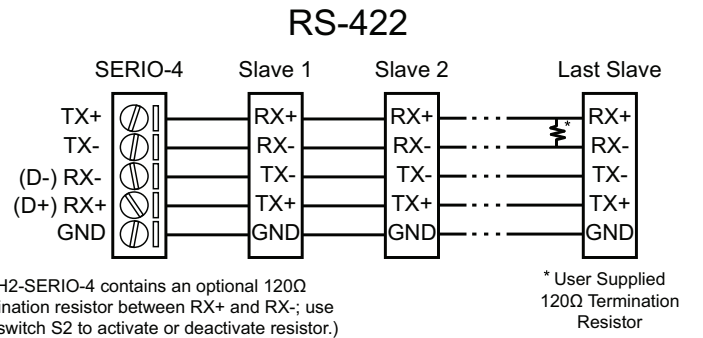 RS-422
SERIO-4 Slave 1 Slave 2 Last Slave
TX+ RX+ RX+ * RX+
TX- RX- RX- RX-
(D-) RX- TX- TX- TX-
(D+) RX+ TX+ TX+ TX+
GND GND GND GND
H2-SERIO-4 contains an optional 120Ω
ination resistor between RX+ and RX-; use
switch S2 to activate or deactivate resistor.)
* User Supplied
120Ω Termination
Resistor